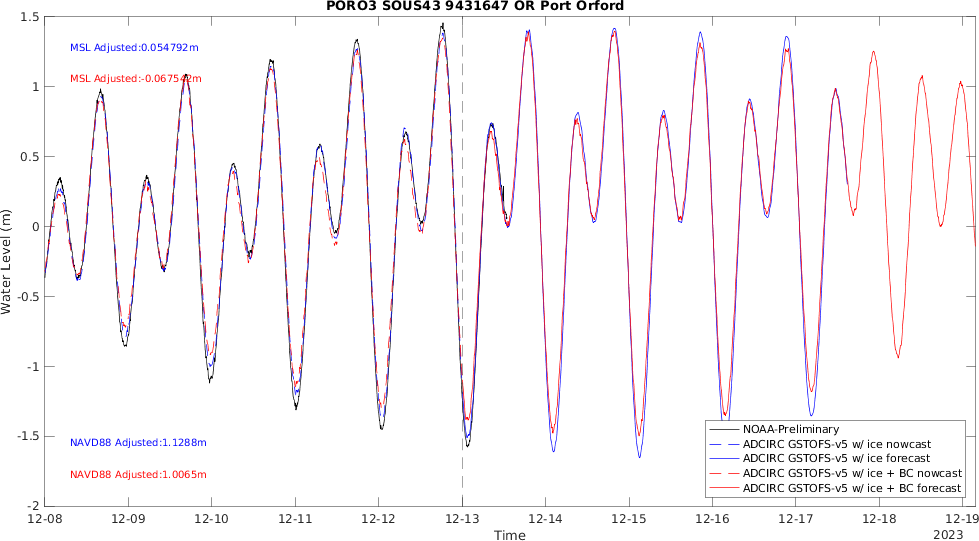 PORO3 SOUS43 9431647 OR Port Orford
1.5
1
0.5
0
-0.5
-1
-1.5
-2
Water Level (m)
MSL Adjusted:0.054792m
MSL Adjusted:-0.067542m
NAVD88 Adjusted:1.1288m
NAVD88 Adjusted:1.0065m
NOAA-Preliminary
ADCIRC GSTOFS-v5 w/ ice nowcast
ADCIRC GSTOFS-v5 w/ ice forecast
ADCIRC GSTOFS-v5 w/ ice + BC nowcast
ADCIRC GSTOFS-v5 w/ ice + BC forecast
12-08 12-09 12-10 12-11 12-12 12-13 12-14 12-15 12-16 12-17 12-18 12-19
Time
2023